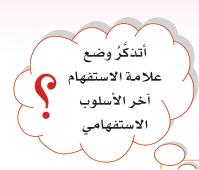 أتذكَّرُ وضع
علامة الاستفهام
آخر الأسلوب
الاستفهامي
؟